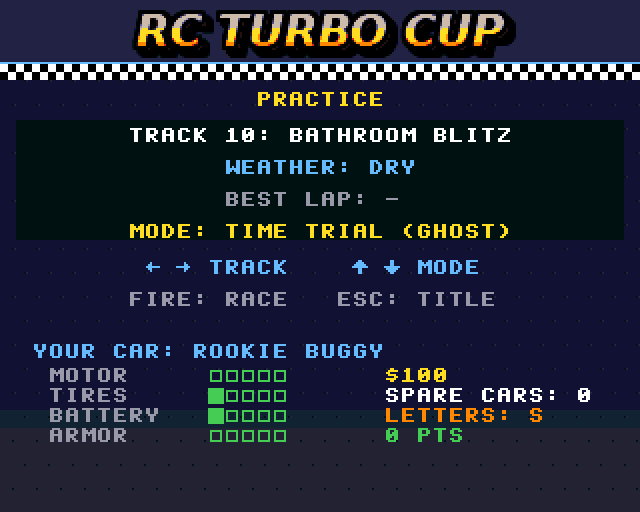 RC TURBO CUP
PRACTICE
TRACK 10: BATHROOM BLITZ
WEATHER: DRY
BEST LAP: -
MODE: TIME TRIAL (GHOST)
← → TRACK ↑ ↓ MODE
FIRE: RACE ESC: TITLE
YOUR CAR: ROOKIE BUGGY
MOTOR $100
TIRES SPARE CARS: 0
BATTERY LETTERS: S
ARMOR 0 PTS